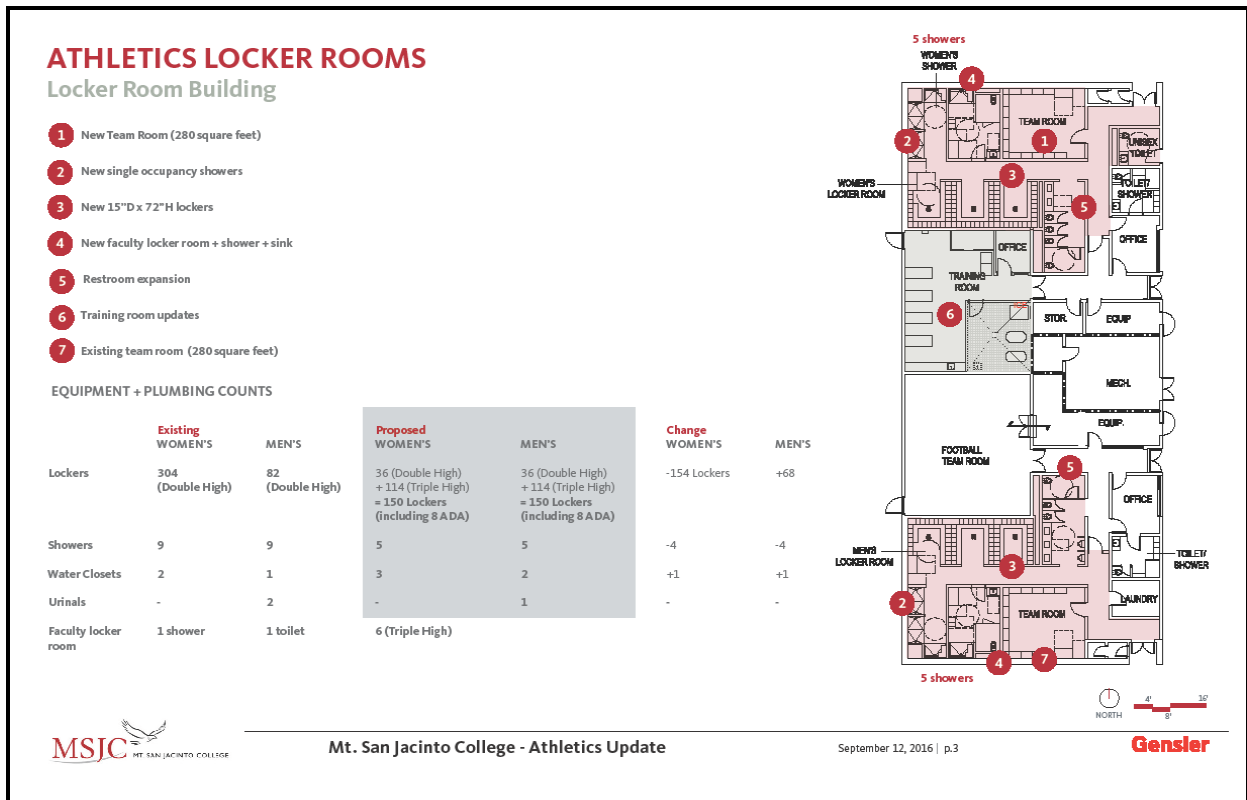 ATHLETICS LOCKER ROOMS
Locker Room Building
1 New Team Room (280 square feet)
2 New single occupancy showers
3 New 15"D x 72"H lockers
4 New faculty locker room + shower + sink
5 Restroom expansion
6 Training room updates
7 Existing team room (280 square feet)
EQUIPMENT + PLUMBING COUNTS
Existing Proposed Change
WOMEN'S MEN'S WOMEN'S MEN'S WOMEN'S MEN'S
Lockers 304 82 36 (Double High) 36 (Double High) -154 Lockers +68
(Double High) (Double High) + 114 (Triple High) + 114 (Triple High)
= 150 Lockers = 150 Lockers
(including 8 ADA) (including 8 ADA)
Showers 9 9 5 5 -4 -4
Water Closets 2 1 3 2 +1 +1
Urinals - 2 - 1 - -
Faculty locker 1 shower 1 toilet 6 (Triple High)
room
5 showers
WOMEN'S
SHOWER
4
TEAM ROOM
1
2
UNISEX
TOILET
3
WOMEN'S
LOCKER ROOM
TOILET/
SHOWER
5
OFFICE
OFFICE
TRAINING
ROOM
6
STOR.
EQUIP
MECH.
EQUIP.
FOOTBALL
TEAM ROOM
5
OFFICE
MEN'S
LOCKER ROOM
TOILET/
SHOWER
3
2
LAUNDRY
TEAM ROOM
4
7
5 showers
NORTH
4' 16'
8'
MSJC MT. SAN JACINTO COLLEGE
Mt. San Jacinto College - Athletics Update
September 12, 2016 | p.3
Gensler